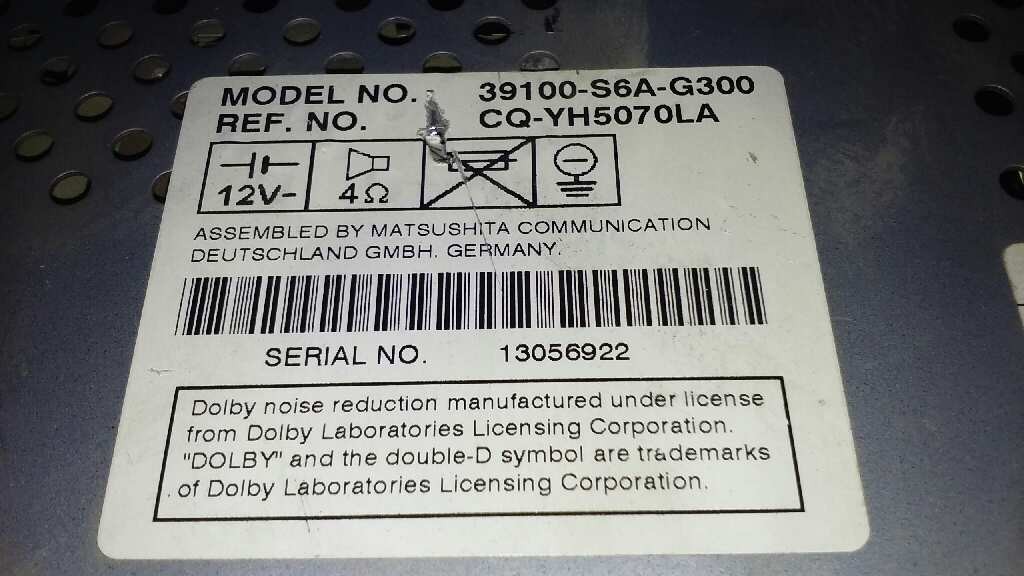 MODEL NO. 39100-S6A-G300
REF. NO. CQ-YH5070LA
12V- 4Ω
ASSEMBLED BY MATSUSHITA COMMUNICATION
DEUTSCHLAND GMBH. GERMANY.
SERIAL NO. 13056922
Dolby noise reduction manufactured under license
from Dolby Laboratories Licensing Corporation.
"DOLBY" and the double-D symbol are trademarks
of Dolby Laboratories Licensing Corporation.